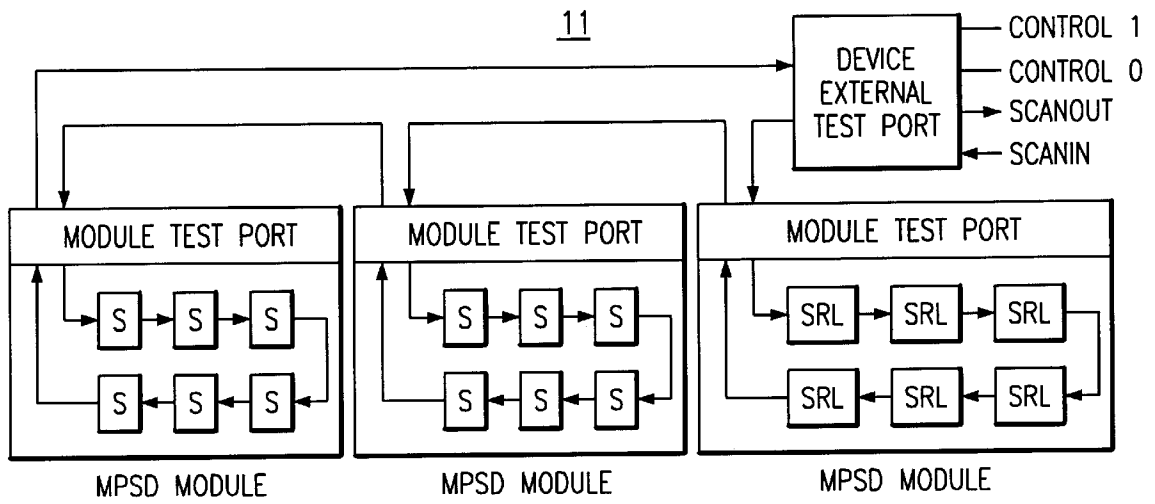 11
DEVICE
EXTERNAL
TEST PORT
CONTROL 1
CONTROL 0
SCANOUT
SCANIN
MODULE TEST PORT
S S S
S S S
MPSD MODULE
MODULE TEST PORT
S S S
S S S
MPSD MODULE
MODULE TEST PORT
SRL SRL SRL
SRL SRL SRL
MPSD MODULE